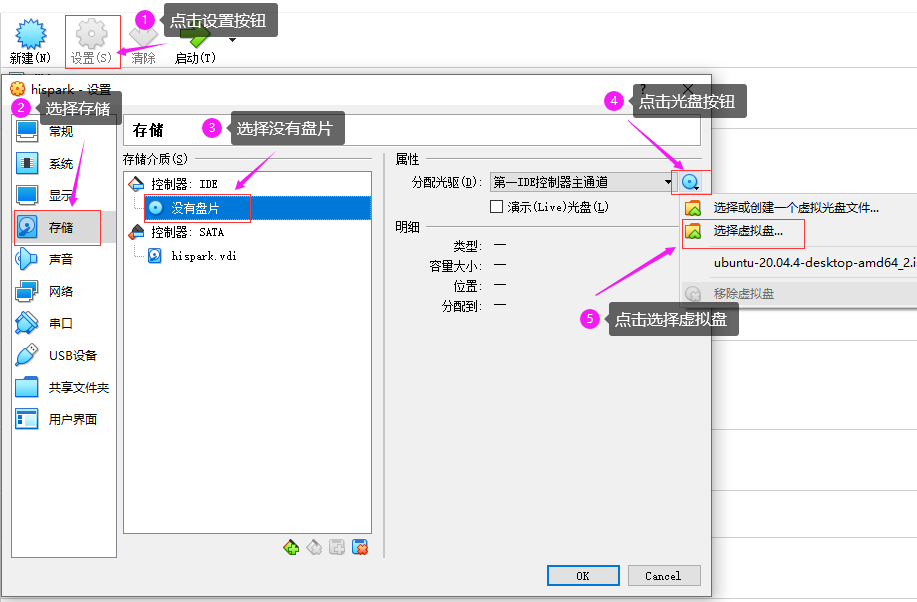 1 点击设置按钮
新建(N) 设置(S) 清除 启动(T)
hispark - 设置 ?
2 选择存储
4 点击光盘按钮
3 选择没有盘片
常规
系统
显示
存储
声音
网络
串口
USB设备
共享文件夹
用户界面
存储
存储介质(S)
控制器: IDE
没有盘片
控制器: SATA
hispark.vdi
属性
分配光驱(D): 第一IDE控制器主通道
演示(Live)光盘(L)
明细
类型: —
容量大小: —
位置: —
分配到: —
选择或创建一个虚拟光盘文件...
选择虚拟盘...
ubuntu-20.04.4-desktop-amd64_2.i
移除虚拟盘
5 点击选择虚拟盘
OK Cancel